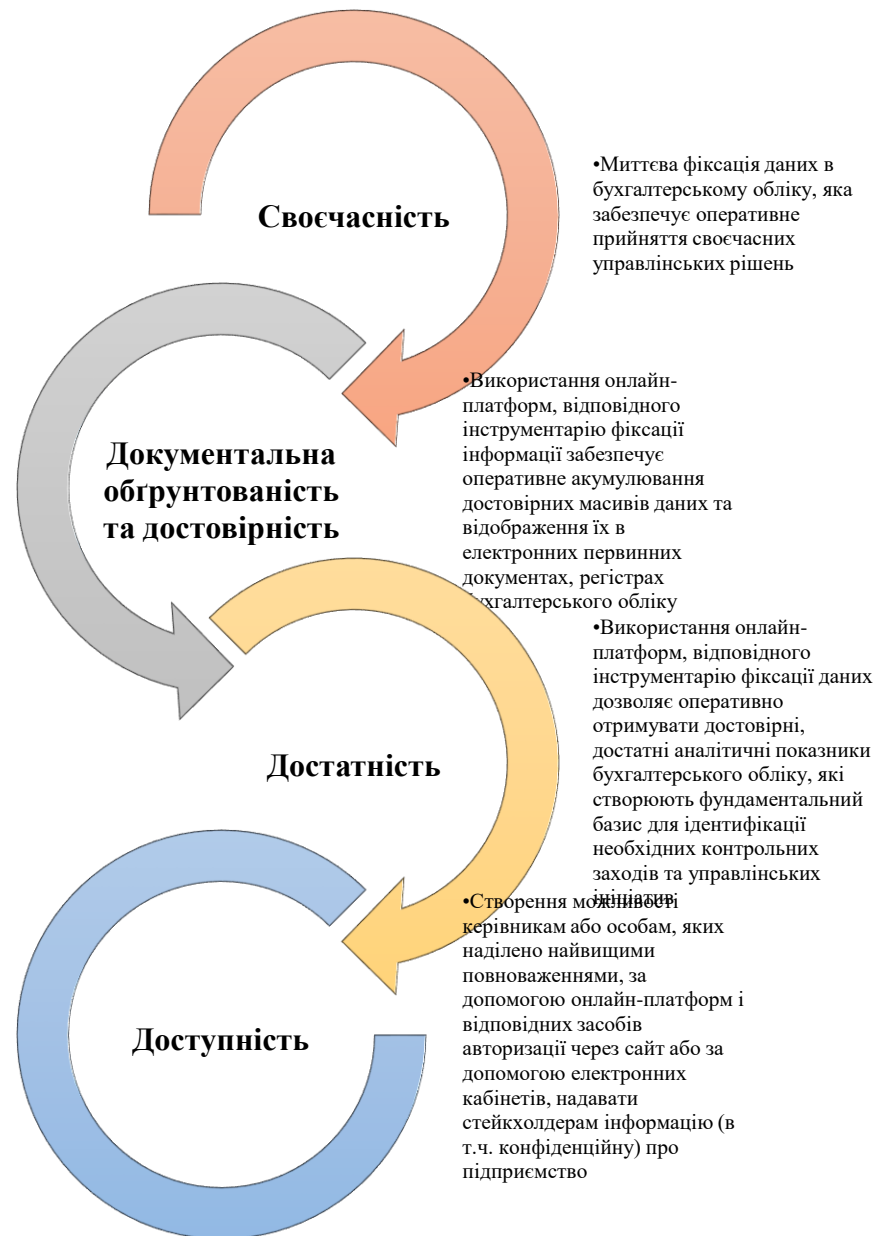 Своєчасність
•Миттєва фіксація даних в
бухгалтерському обліку, яка
забезпечує оперативне
прийняття своєчасних
управлінських рішень
Документальна
обґрунтованість
та достовірність
•Використання онлайн-
платформ, відповідного
інструментарію фіксації
інформації забезпечує
оперативне акумулювання
достовірних масивів даних та
відображення їх в
електронних первинних
документах, регістрах
бухгалтерського обліку
Достатність
•Використання онлайн-
платформ, відповідного
інструментарію фіксації даних
дозволяє оперативно
отримувати достовірні,
достатні аналітичні показники
бухгалтерського обліку, які
створюють фундаментальний
базис для ідентифікації
необхідних контрольних
заходів та управлінських
ініціатив
Доступність
•Створення можливості
керівникам або особам, яких
наділено найвищими
повноваженнями, за
допомогою онлайн-платформ і
відповідних засобів
авторизації через сайт або за
допомогою електронних
кабінетів, надавати
стейкхолдерам інформацію (в
т.ч. конфіденційну) про
підприємство